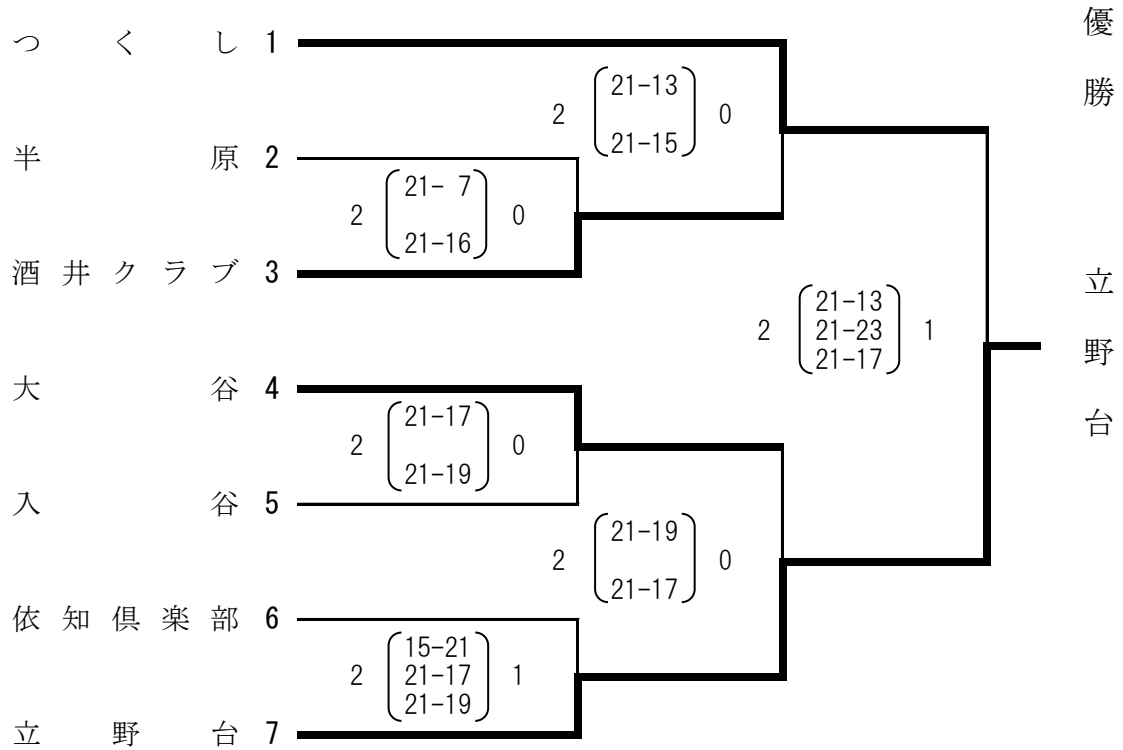 優勝
つくし 1
2 21-13 0
21-15
半原 2
2 21- 7 0
21-16
酒井クラブ 3
立野台
21-13
2 21-23 1
21-17
大谷 4
21-17
2 0
21-19
入谷 5
21-19
2 0
21-17
依知倶楽部 6
15-21
2 21-17 1
21-19
立野台 7